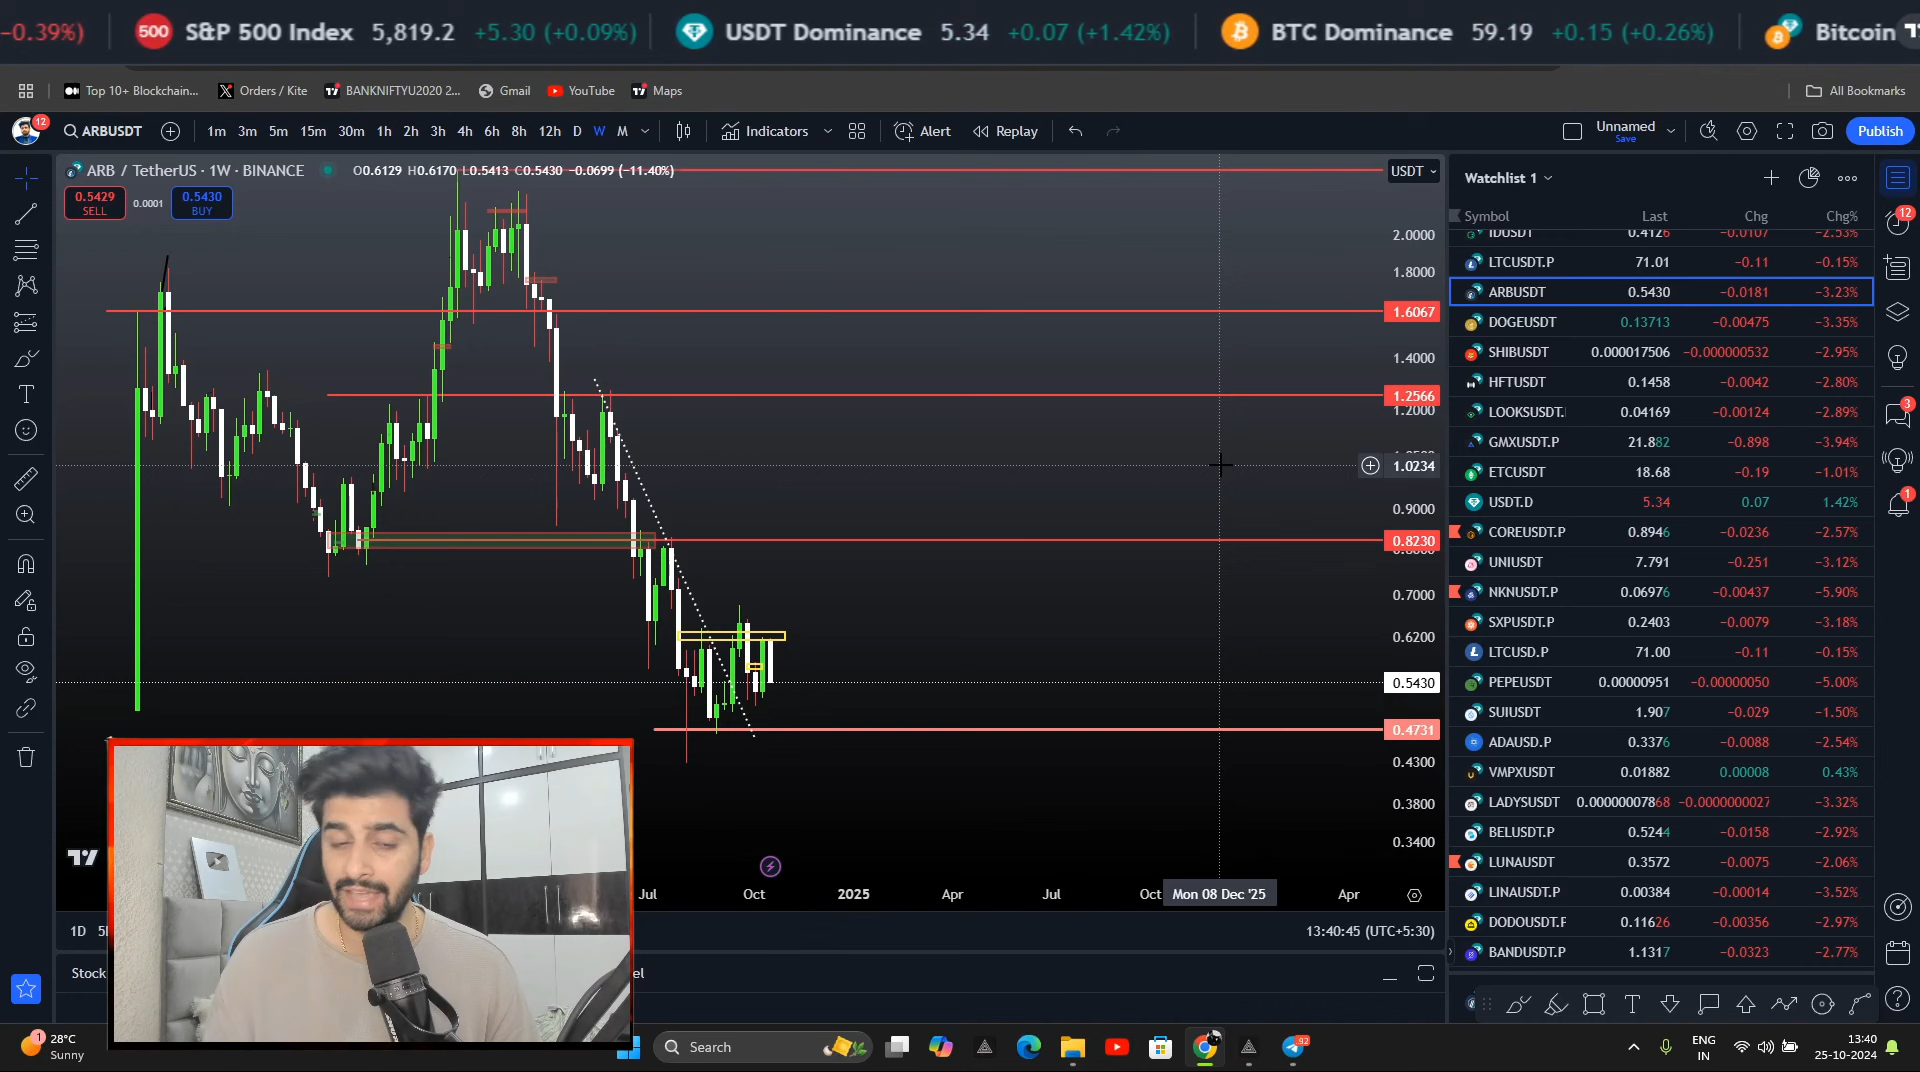 -0.39%) S&P 500 Index 5,819.2 +5.30 (+0.09%) USDT Dominance 5.34 +0.07 (+1.42%) BTC Dominance 59.19 +0.15 (+0.26%) Bitcoin
Top 10+ Blockchain... Orders / Kite BANKNIFTYU2020 2... Gmail YouTube Maps All Bookmarks
12 ARBUSDT 1m 3m 5m 15m 30m 1h 2h 3h 4h 6h 8h 12h D W M Indicators Alert Replay Unnamed Save Publish
ARB / TetherUS · 1W · BINANCE O0.6129 H0.6170 L0.5413 C0.5430 −0.0699 (−11.40%) USDT
0.5429 SELL 0.0001 0.5430 BUY
2.0000
1.8000
1.6067
1.4000
1.2566
1.2000
1.0234
0.9000
0.8230
0.7000
0.6200
0.5430
0.4731
0.4300
0.3800
0.3400
Jul Oct 2025 Apr Jul Oct Mon 08 Dec '25 Apr
1D 13:40:45 (UTC+5:30)
Stock
Watchlist 1
Symbol Last Chg Chg%
IDUSDT 0.4126 −0.0107 −2.53%
LTCUSDT.P 71.01 −0.11 −0.15%
ARBUSDT 0.5430 −0.0181 −3.23%
DOGEUSDT 0.13713 −0.00475 −3.35%
SHIBUSDT 0.000017506 −0.000000532 −2.95%
HFTUSDT 0.1458 −0.0042 −2.80%
LOOKSUSDT. 0.04169 −0.00124 −2.89%
GMXUSDT.P 21.882 −0.898 −3.94%
ETCUSDT 18.68 −0.19 −1.01%
USDT.D 5.34 0.07 1.42%
COREUSDT.P 0.8946 −0.0236 −2.57%
UNIUSDT 7.791 −0.251 −3.12%
NKNUSDT.P 0.06976 −0.00437 −5.90%
SXPUSDT.P 0.2403 −0.0079 −3.18%
LTCUSD.P 71.00 −0.11 −0.15%
PEPEUSDT 0.00000951 −0.00000050 −5.00%
SUIUSDT 1.907 −0.029 −1.50%
ADAUSD.P 0.3376 −0.0088 −2.54%
VMPXUSDT 0.01882 0.00008 0.43%
LADYSUSDT 0.00000007868 −0.0000000027 −3.32%
BELUSDT.P 0.5244 −0.0158 −2.92%
LUNAUSDT 0.3572 −0.0075 −2.06%
LINAUSDT.P 0.00384 −0.00014 −3.52%
DODOUSDT.P 0.11626 −0.00356 −2.97%
BANDUSDT.P 1.1317 −0.0323 −2.77%
12
3
1
1 28°C
Sunny
Search
92
ENG
IN
13:40
25-10-2024